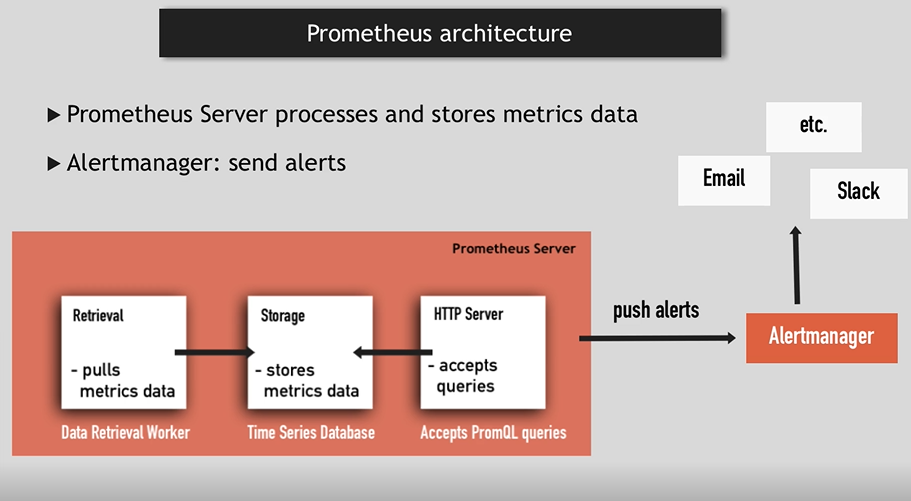 Prometheus architecture
▶ Prometheus Server processes and stores metrics data
▶ Alertmanager: send alerts
etc.
Email
Slack
Prometheus Server
Retrieval
- pulls
metrics data
Data Retrieval Worker
Storage
- stores
metrics data
Time Series Database
HTTP Server
- accepts
queries
Accepts PromQL queries
push alerts
Alertmanager